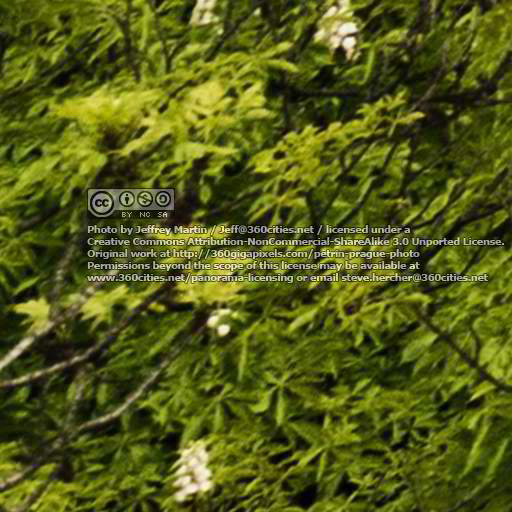 cc
BY NC SA
Photo by Jeffrey Martin / Jeff@360cities.net / licensed under a
Creative Commons Attribution-NonCommercial-ShareAlike 3.0 Unported License.
Original work at http://360gigapixels.com/petrin-prague-photo
Permissions beyond the scope of this license may be available at
www.360cities.net/panorama-licensing or email steve.hercher@360cities.net